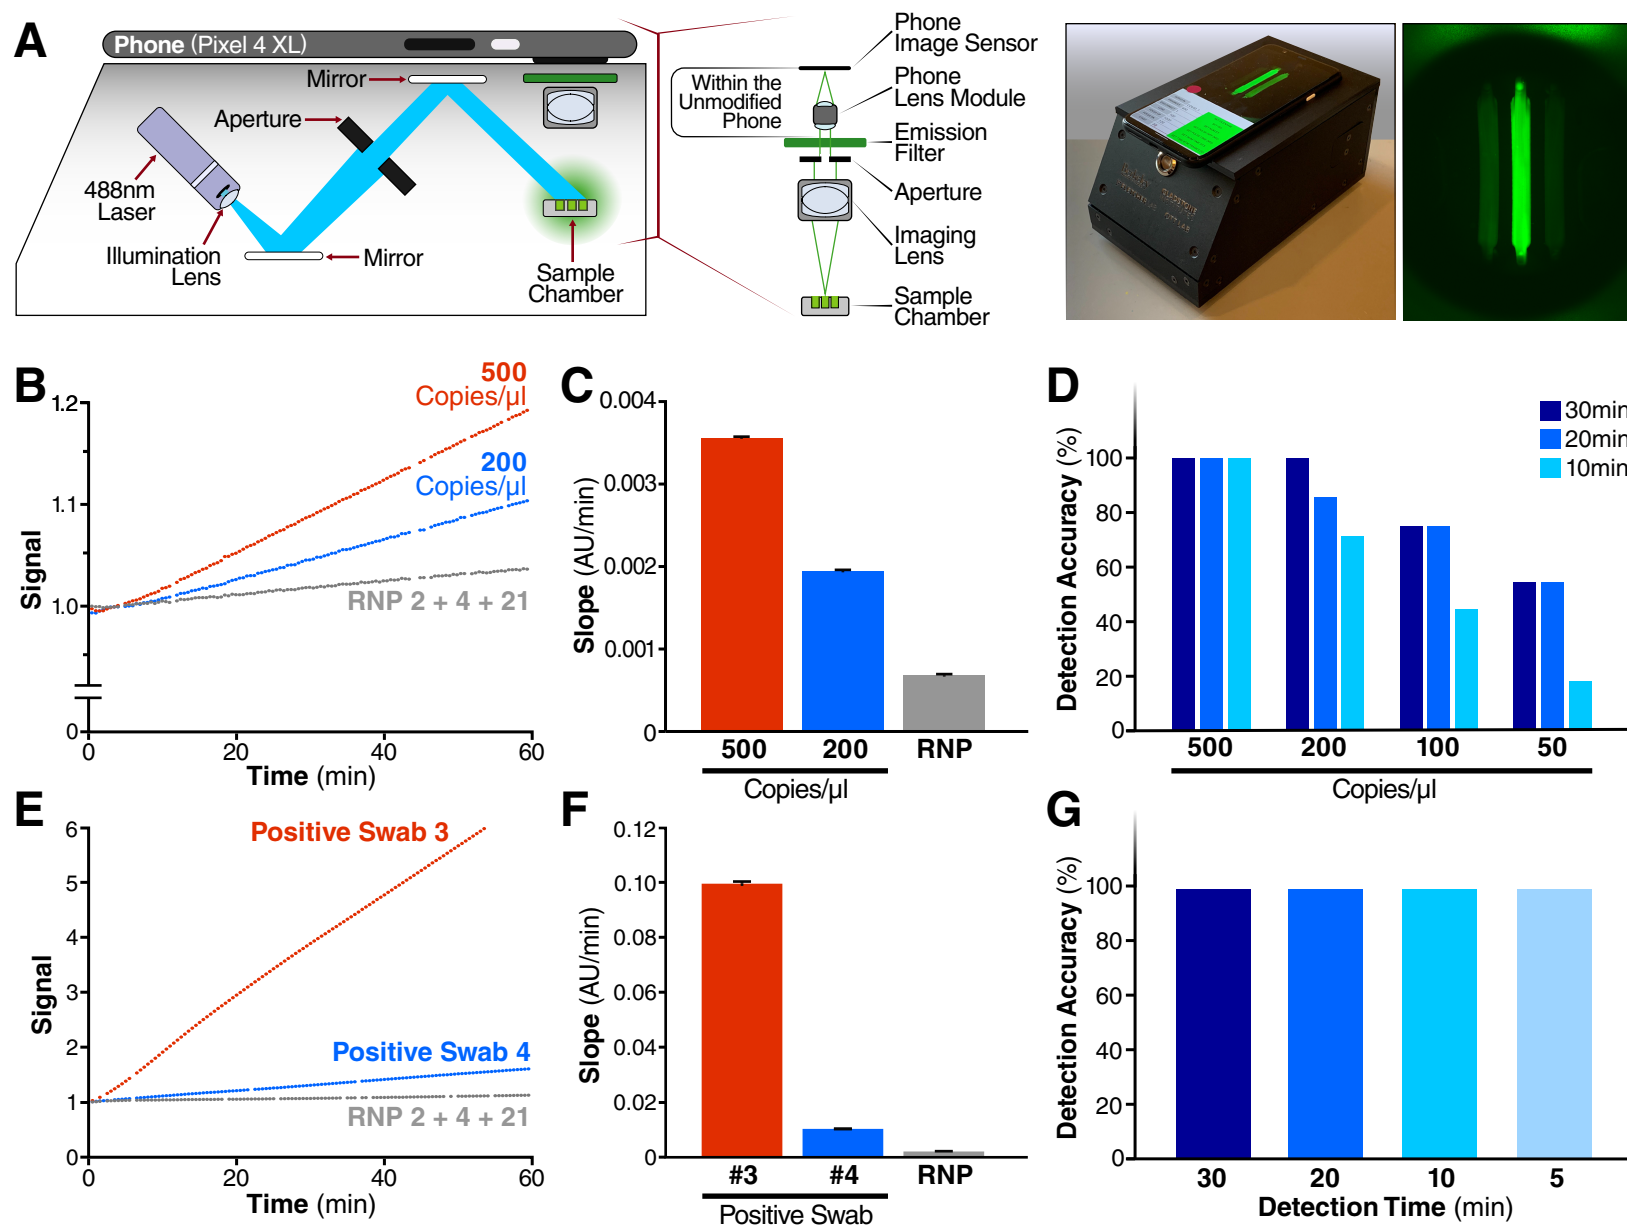 A
Phone (Pixel 4 XL)
Mirror
Aperture
488nm
Laser
Illumination
Lens
Mirror
Sample
Chamber
Within the
Unmodified
Phone
Phone
Image Sensor
Phone
Lens Module
Emission
Filter
Aperture
Imaging
Lens
Sample
Chamber
B
Signal
1.2
1.1
1.0
0
0
20
40
60
Time (min)
500
Copies/µl
200
Copies/µl
RNP 2 + 4 + 21
C
Slope (AU/min)
0.004
0.003
0.002
0.001
0
500
200
RNP
Copies/µl
D
Detection Accuracy (%)
100
80
60
40
20
0
30min
20min
10min
500
200
100
50
Copies/µl
E
Signal
6
5
4
3
2
1
0
0
20
40
60
Time (min)
Positive Swab 3
Positive Swab 4
RNP 2 + 4 + 21
F
Slope (AU/min)
0.12
0.10
0.08
0.06
0.04
0.02
0
#3
#4
RNP
Positive Swab
G
Detection Accuracy (%)
100
80
60
40
20
0
30
20
10
5
Detection Time (min)